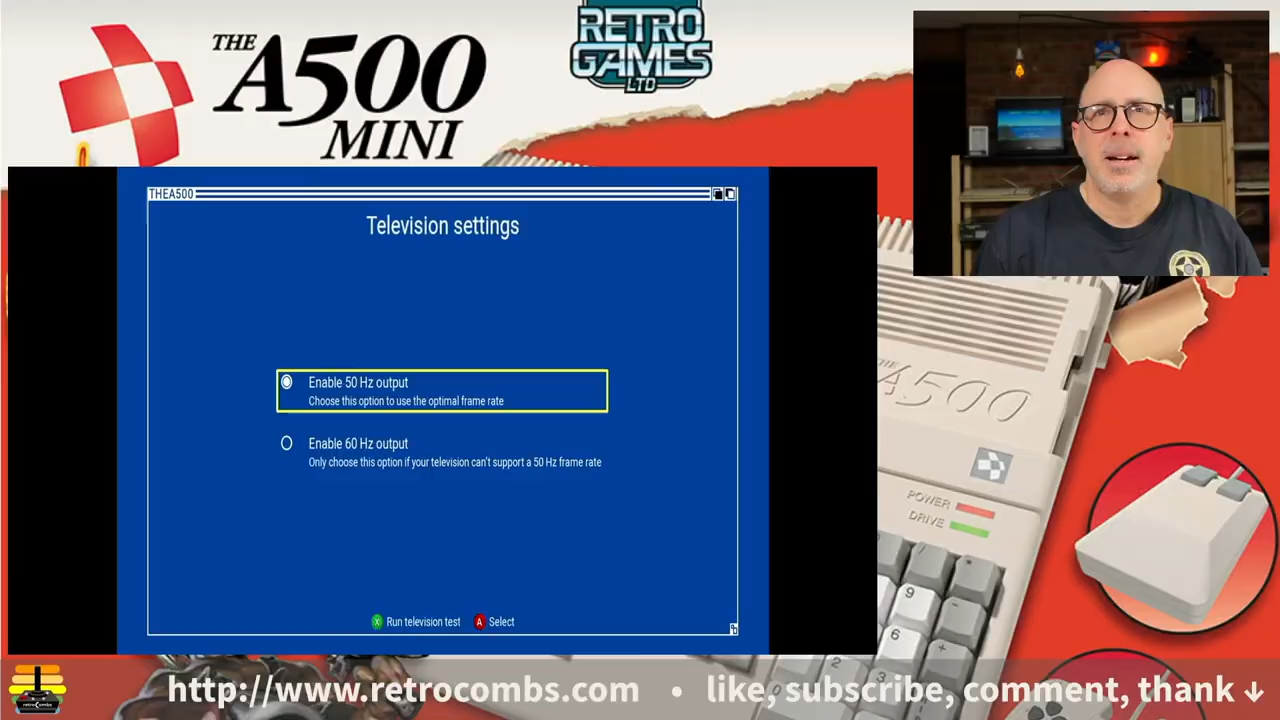 THE
A500
MINI
RETRO
GAMES
LTD
THEA500
Television settings
Enable 50 Hz output
Choose this option to use the optimal frame rate
Enable 60 Hz output
Only choose this option if your television can't support a 50 Hz frame rate
X Run television test A Select
A500
POWER
DRIVE
9
6
2
retroCombs
http://www.retrocombs.com • like, subscribe, comment, thank ↓